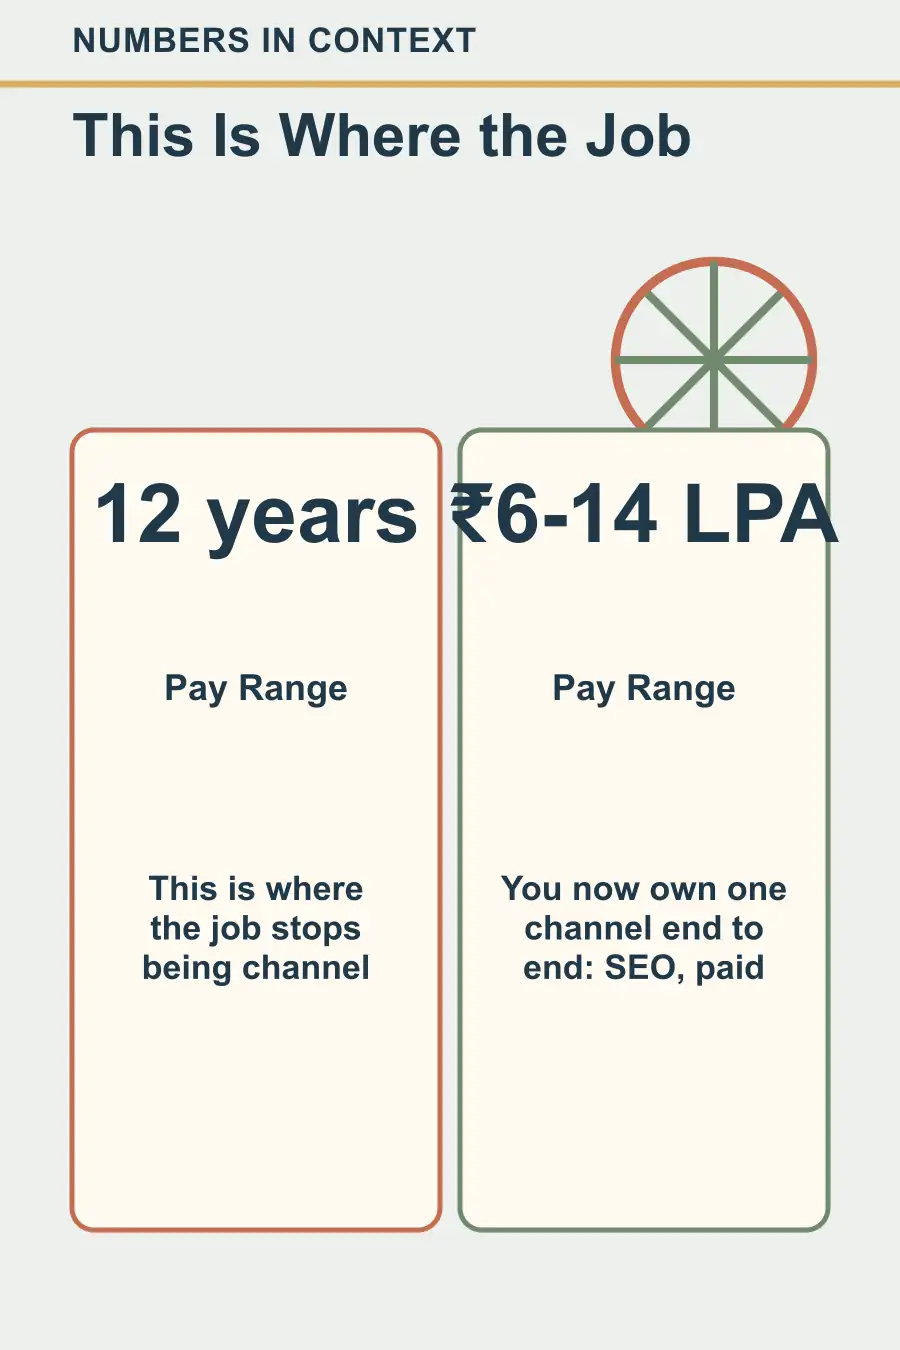 NUMBERS IN CONTEXT
This Is Where the Job
12 years
Pay Range
This is where
the job stops
being channel
₹6-14 LPA
Pay Range
You now own one
channel end to
end: SEO, paid